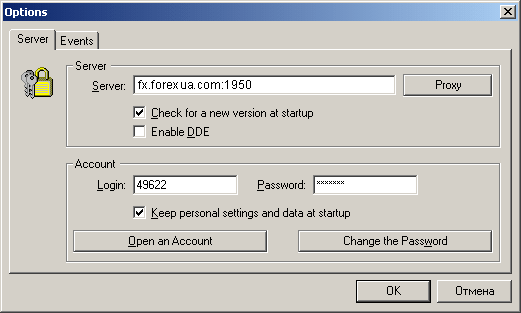 Options
Server Events
Server
Server: fx.forexua.com:1950 Proxy
Check for a new version at startup
Enable DDE
Account
Login: 49622 Password: *******
Keep personal settings and data at startup
Open an Account Change the Password
OK Отмена